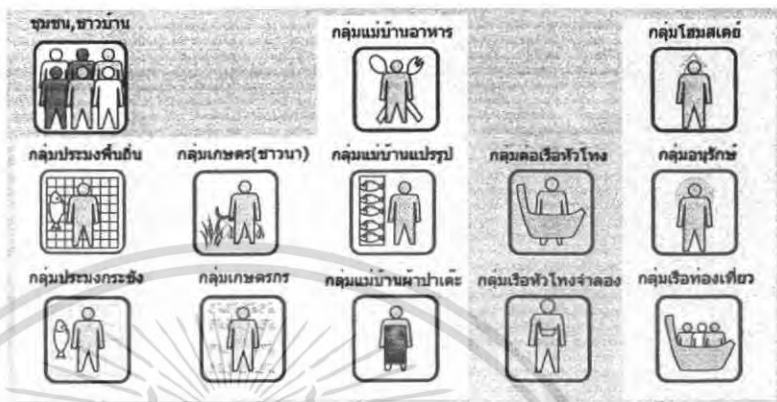 ชุมชน,ชาวบ้าน
กลุ่มแม่บ้านอาหาร
กลุ่มโฮมสเตย์
กลุ่มประมงพื้นถิ่น
กลุ่มเกษตร(ชาวนา)
กลุ่มแม่บ้านแปรรูป
กลุ่มต่อเรือหัวโทง
กลุ่มอนุรักษ์
กลุ่มประมงกระชัง
กลุ่มเกษตรกร
กลุ่มแม่บ้านผ้าปาเต๊ะ
กลุ่มเรือหัวโทงจำลอง
กลุ่มเรือท่องเที่ยว